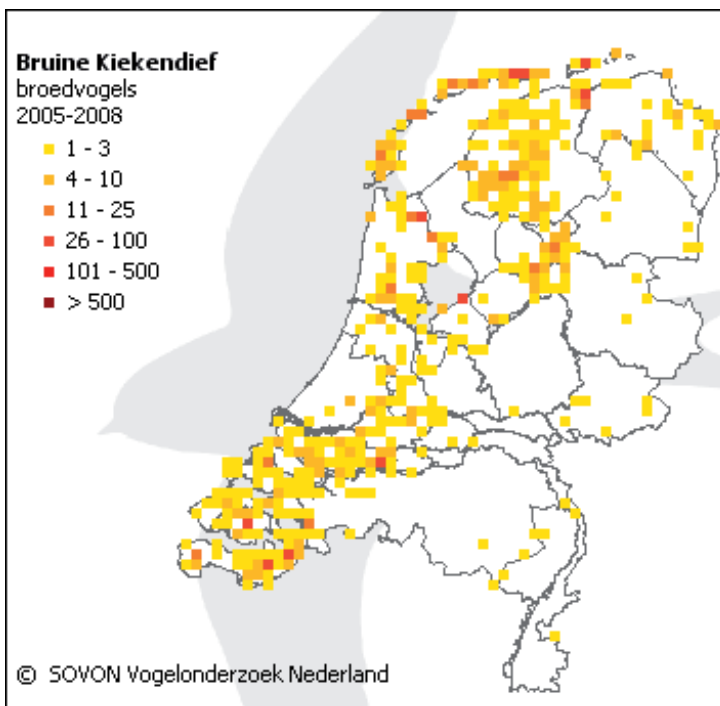 Bruine Kiekendief
broedvogels
2005-2008
1 - 3
4 - 10
11 - 25
26 - 100
101 - 500
> 500
© SOVON Vogelonderzoek Nederland